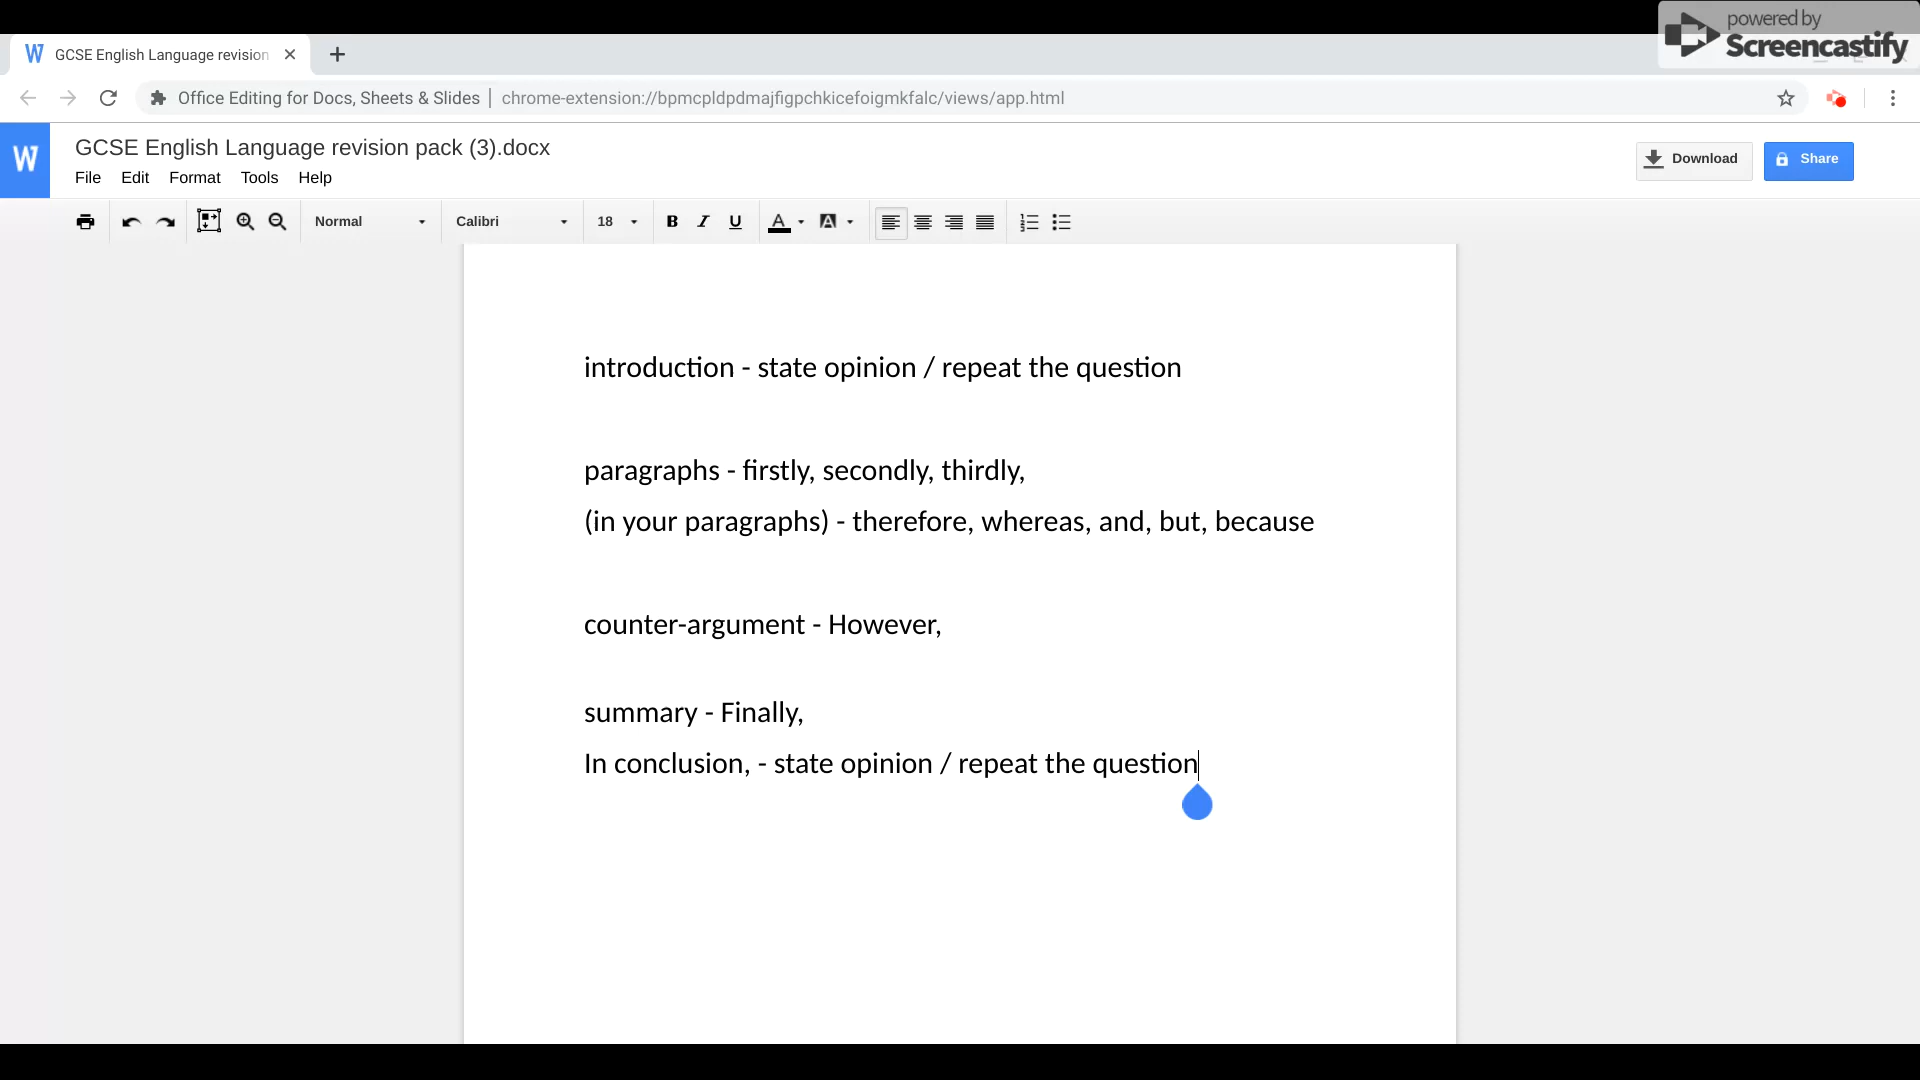 powered by
Screencastify
GCSE English Language revision
Office Editing for Docs, Sheets & Slides | chrome-extension://bpmcpldpdmajfigpchkicefoigmkfalc/views/app.html
W
GCSE English Language revision pack (3).docx
File Edit Format Tools Help
Download Share
Normal Calibri 18 B I U A A
introduction - state opinion / repeat the question
paragraphs - firstly, secondly, thirdly,
(in your paragraphs) - therefore, whereas, and, but, because
counter-argument - However,
summary - Finally,
In conclusion, - state opinion / repeat the question